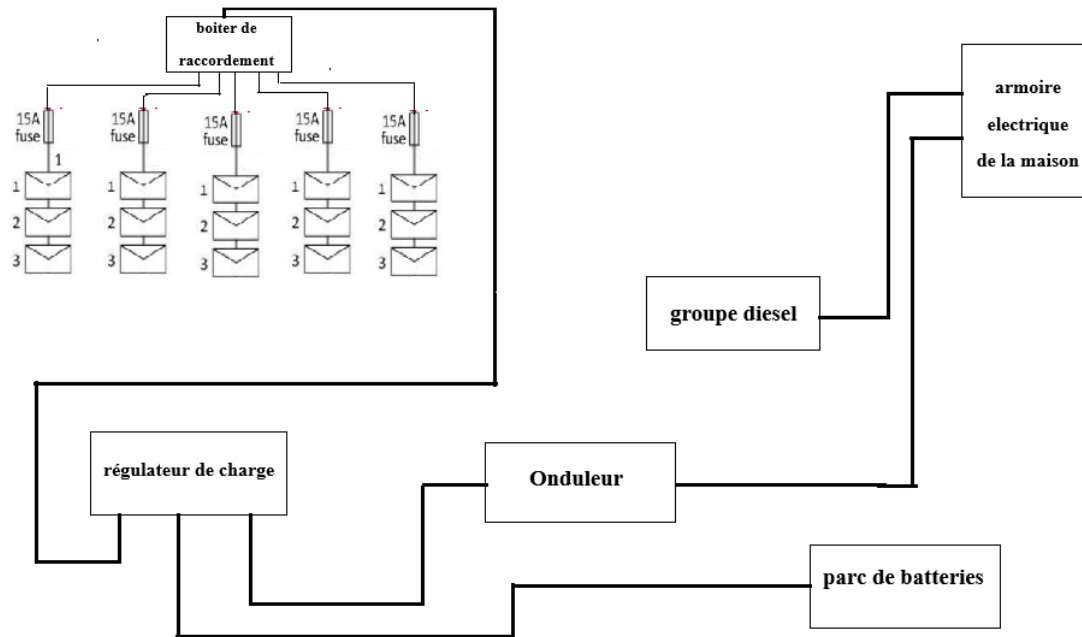 boiter de
raccordement
15A
fuse
15A
fuse
15A
fuse
15A
fuse
15A
fuse
1
1
2
3
1
2
3
1
2
3
1
2
3
1
2
3
armoire
electrique
de la maison
groupe diesel
régulateur de charge
Onduleur
parc de batteries